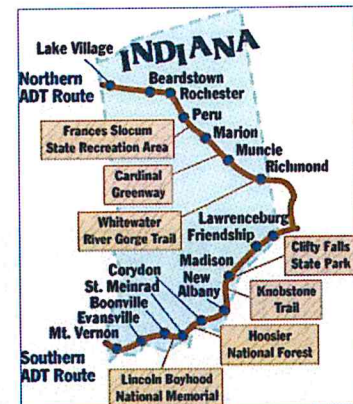 INDIANA
Lake Village
Northern
ADT Route
Beardstown
Rochester
Peru
Frances Slocum
State Recreation Area
Marion
Muncie
Cardinal
Greenway
Richmond
Whitewater
River Gorge Trail
Lawrenceburg
Friendship
Clifty Falls
State Park
Madison
New
Albany
Knobstone
Trail
Corydon
St. Meinrad
Boonville
Evansville
Mt. Vernon
Hoosier
National Forest
Southern
ADT Route
Lincoln Boyhood
National Memorial